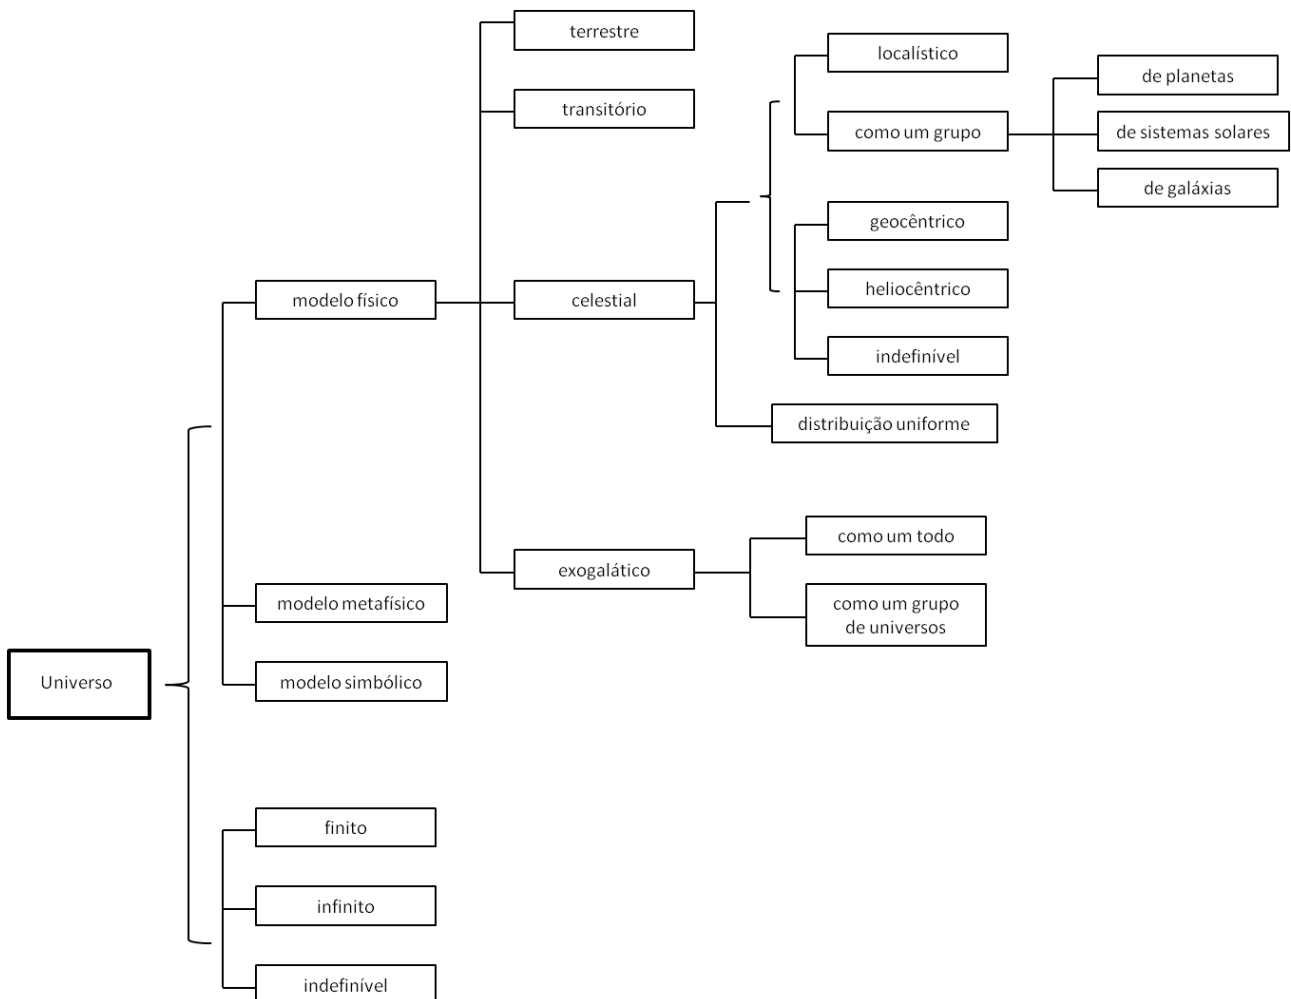 terrestre
localístico
de planetas
transitório
como um grupo
de sistemas solares
de galáxias
geocêntrico
modelo físico
celestial
heliocêntrico
indefinível
distribuição uniforme
exogalático
como um todo
modelo metafísico
como um grupo
de universos
Universo
modelo simbólico
finito
infinito
indefinível